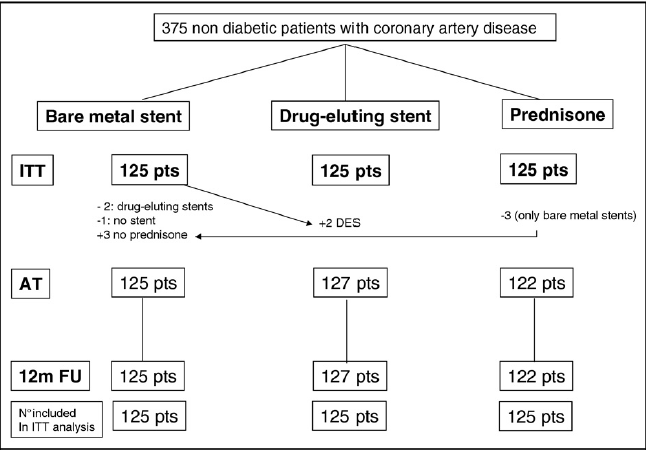 375 non diabetic patients with coronary artery disease
Bare metal stent
Drug-eluting stent
Prednisone
ITT
125 pts
125 pts
125 pts
- 2: drug-eluting stents
-1: no stent
+3 no prednisone
+2 DES
-3 (only bare metal stents)
AT
125 pts
127 pts
122 pts
12m FU
125 pts
127 pts
122 pts
N°included
In ITT analysis
125 pts
125 pts
125 pts